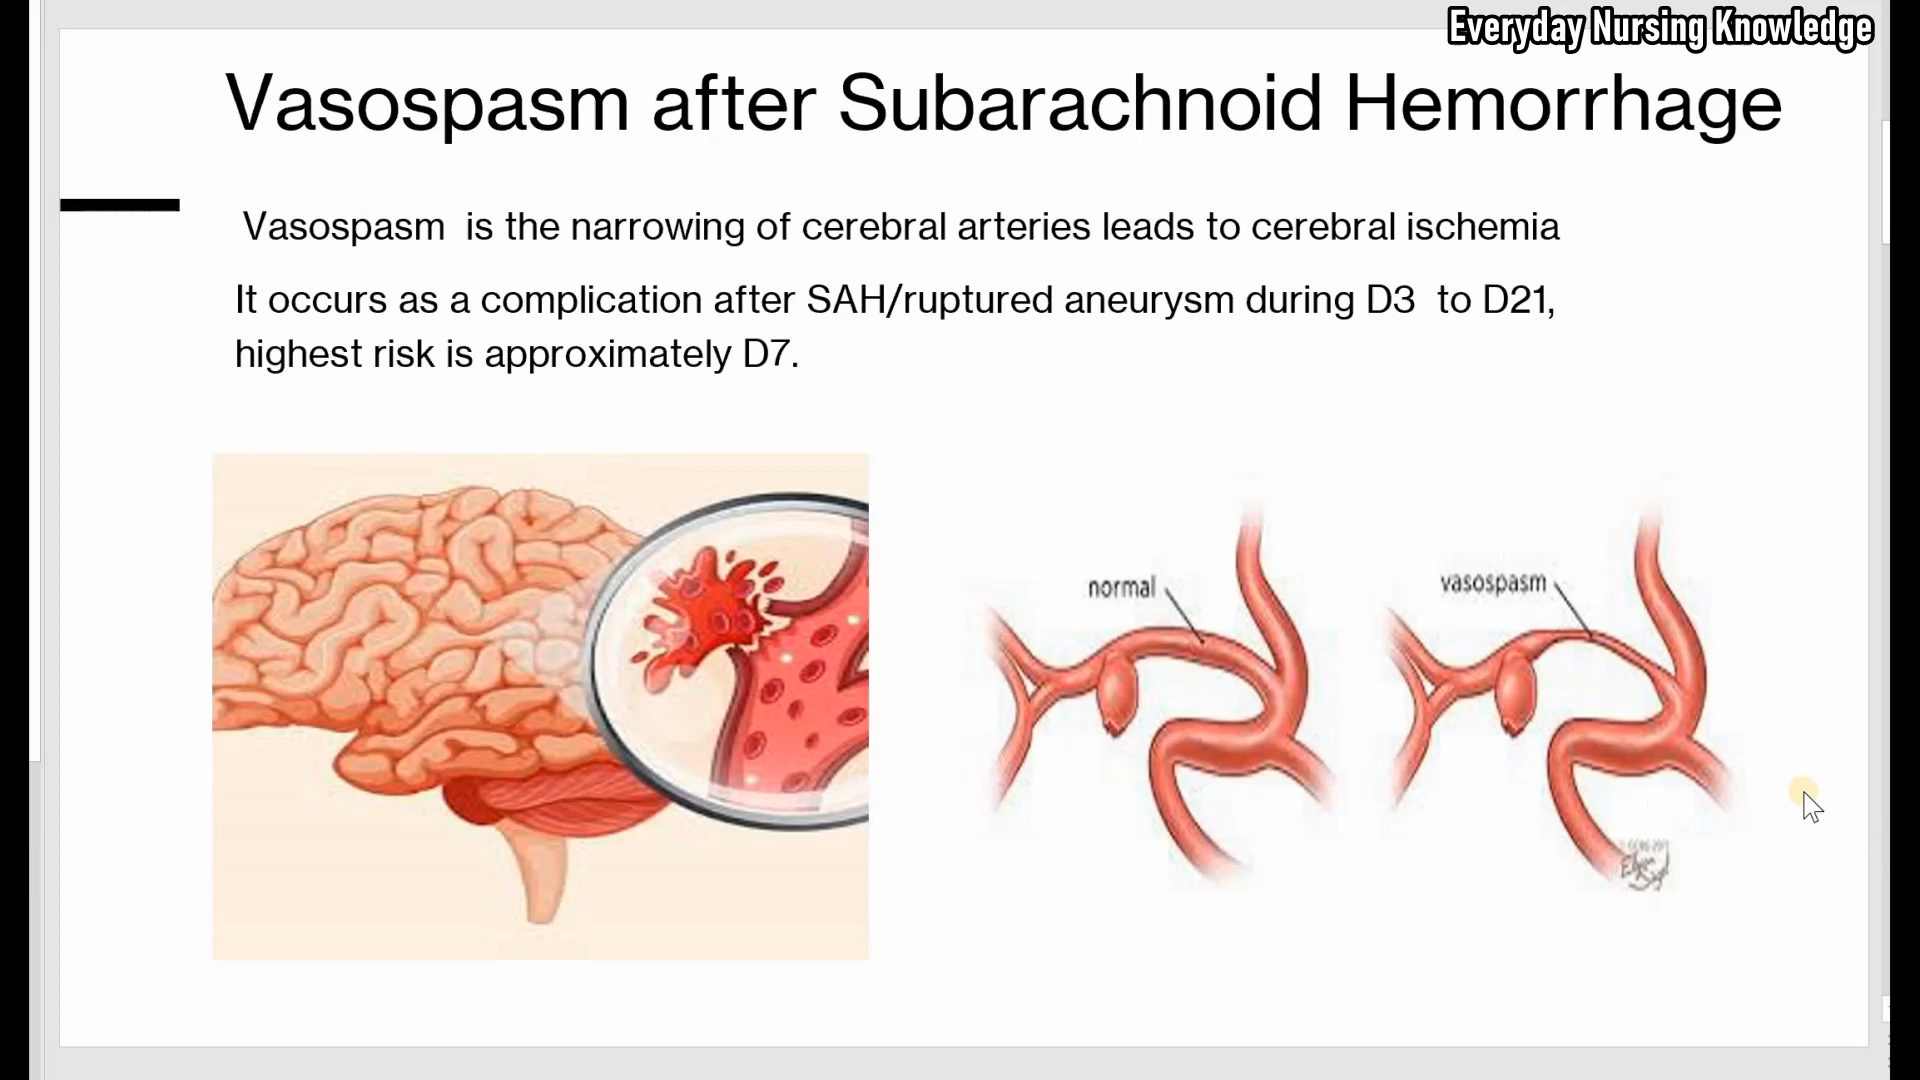 Everyday Nursing Knowledge
Vasospasm after Subarachnoid Hemorrhage
Vasospasm is the narrowing of cerebral arteries leads to cerebral ischemia
It occurs as a complication after SAH/ruptured aneurysm during D3 to D21,
highest risk is approximately D7.
normal
vasospasm